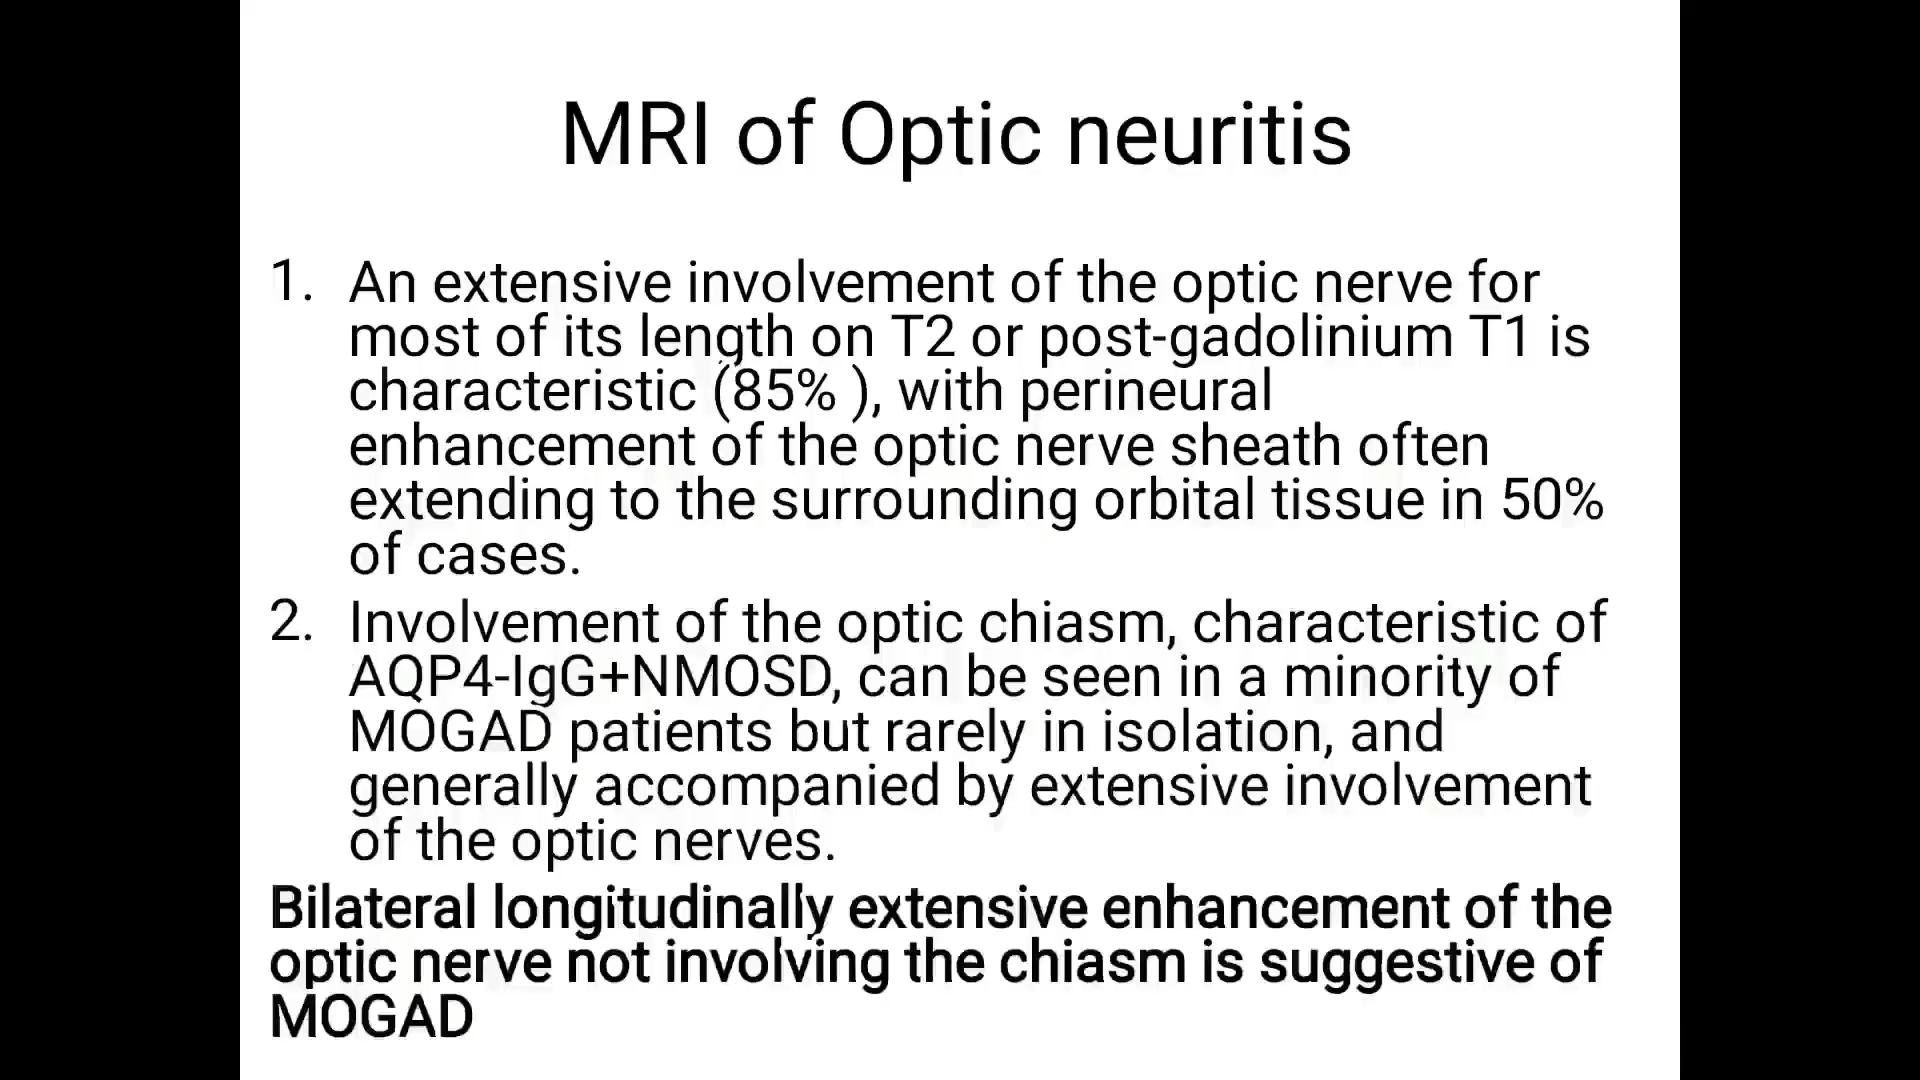 MRI of Optic neuritis
1. An extensive involvement of the optic nerve for
most of its length on T2 or post-gadolinium T1 is
characteristic (85% ), with perineural
enhancement of the optic nerve sheath often
extending to the surrounding orbital tissue in 50%
of cases.
2. Involvement of the optic chiasm, characteristic of
AQP4-IgG+NMOSD, can be seen in a minority of
MOGAD patients but rarely in isolation, and
generally accompanied by extensive involvement
of the optic nerves.
Bilateral longitudinally extensive enhancement of the
optic nerve not involving the chiasm is suggestive of
MOGAD